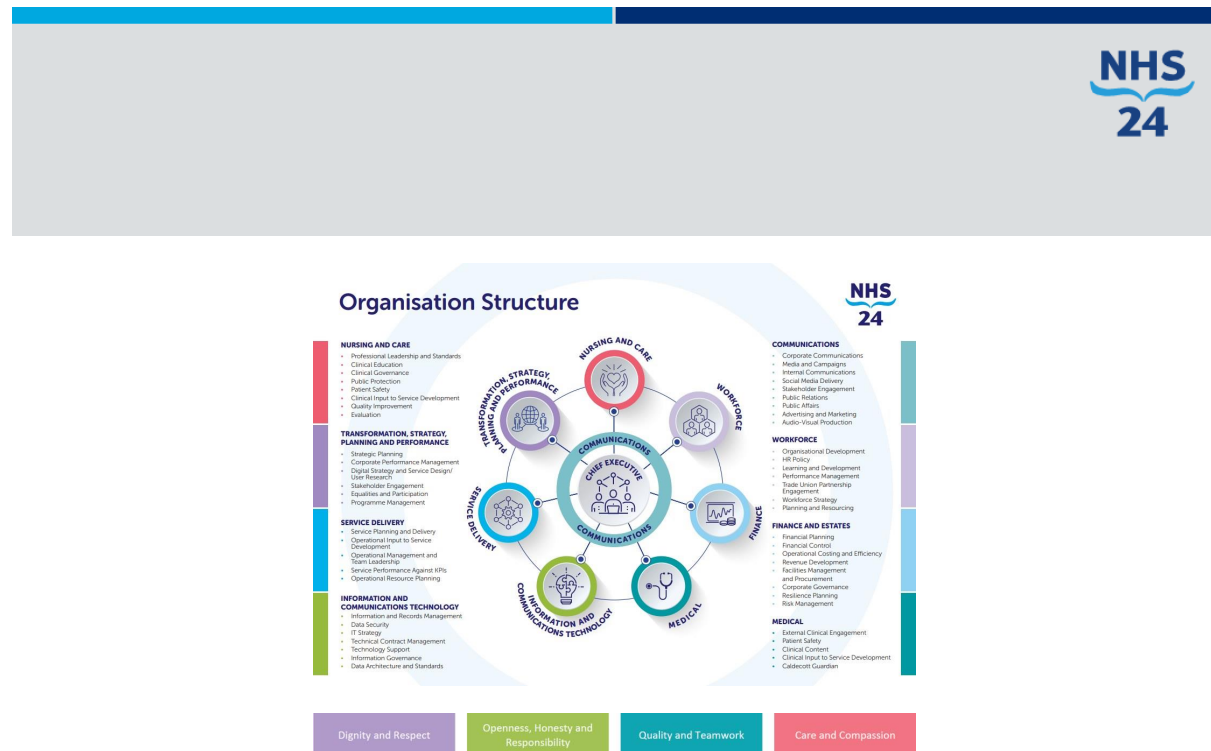 NHS
24
Organisation Structure
NHS
24
NURSING AND CARE
• Professional Leadership and Standards
• Clinical Education
• Clinical Governance
• Public Protection
• Patient Safety
• Clinical Input to Service Development
• Quality Improvement
• Evaluation
TRANSFORMATION, STRATEGY,
PLANNING AND PERFORMANCE
• Strategic Planning
• Corporate Performance Management
• Digital Strategy and Service Design/
User Research
• Stakeholder Engagement
• Equalities and Participation
• Programme Management
SERVICE DELIVERY
• Service Planning and Delivery
• Operational Input to Service
Development
• Operational Management and
Team Leadership
• Service Performance Against KPIs
• Operational Resource Planning
INFORMATION AND
COMMUNICATIONS TECHNOLOGY
• Information and Records Management
• Data Security
• IT Strategy
• Technical Contract Management
• Technology Support
• Information Governance
• Data Architecture and Standards
NURSING AND CARE
WORKFORCE
FINANCE
MEDICAL
INFORMATION AND
COMMUNICATIONS TECHNOLOGY
SERVICE DELIVERY
TRANSFORMATION, STRATEGY,
PLANNING AND PERFORMANCE
COMMUNICATIONS
CHIEF EXECUTIVE
COMMUNICATIONS
COMMUNICATIONS
• Corporate Communications
• Media and Campaigns
• Internal Communications
• Social Media Delivery
• Stakeholder Engagement
• Public Relations
• Public Affairs
• Advertising and Marketing
• Audio-Visual Production
WORKFORCE
• Organisational Development
• HR Policy
• Learning and Development
• Performance Management
• Trade Union Partnership
Engagement
• Workforce Strategy
• Planning and Resourcing
FINANCE AND ESTATES
• Financial Planning
• Financial Control
• Operational Costing and Efficiency
• Revenue Development
• Facilities Management
and Procurement
• Corporate Governance
• Resilience Planning
• Risk Management
MEDICAL
• External Clinical Engagement
• Patient Safety
• Clinical Content
• Clinical Input to Service Development
• Caldecott Guardian
Dignity and Respect
Openness, Honesty and
Responsibility
Quality and Teamwork
Care and Compassion